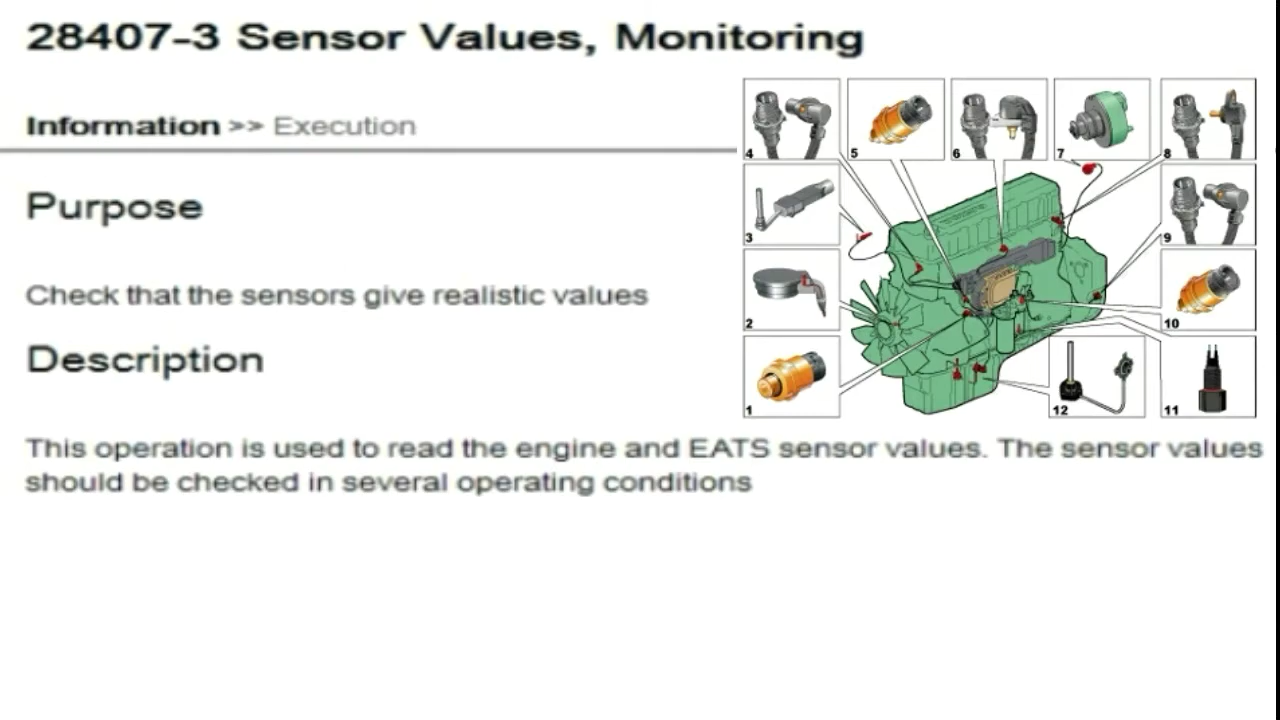 28407-3 Sensor Values, Monitoring
Information >> Execution
Purpose
Check that the sensors give realistic values
Description
This operation is used to read the engine and EATS sensor values. The sensor values
should be checked in several operating conditions
4
5
6
7
8
3
9
2
10
1
12
11